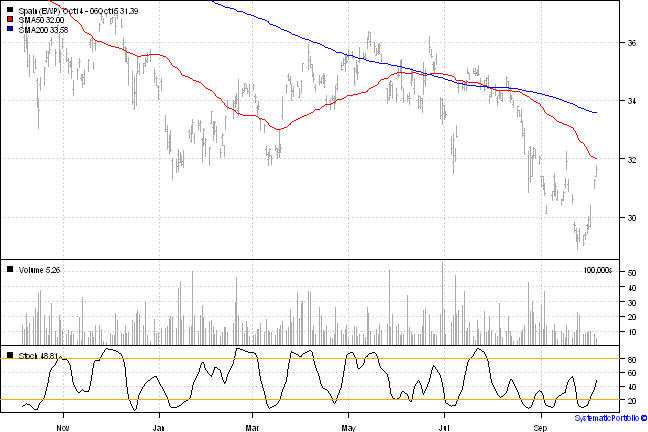 Spain (EWP) Oct14 - 06Oct15 31.39
SMA50 32.00
SMA200 33.58
36
34
32
30
Volume 5.26
100,000s
50
40
30
20
10
Stoch 48.81
80
60
40
20
Nov Jan Mar May Jul Sep
SystematicPortfolio ©